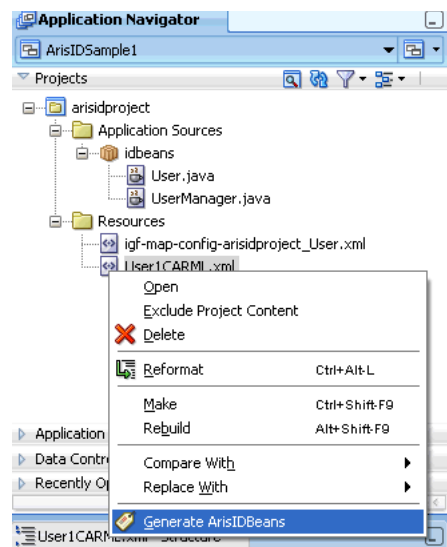 Application Navigator
ArisIDSample1
Projects
arisidproject
Application Sources
idbeans
User.java
UserManager.java
Resources
igf-map-config-arisidproject_User.xml
User1CARML.xml
Open
Exclude Project Content
Delete
Reformat Ctrl+Alt-L
Make Ctrl+Shift-F9
Rebuild Alt+Shift-F9
Application
Data Contr
Compare With
Recently Op
Replace With
Generate ArisIDBeans
User1CARML.xml - Structure